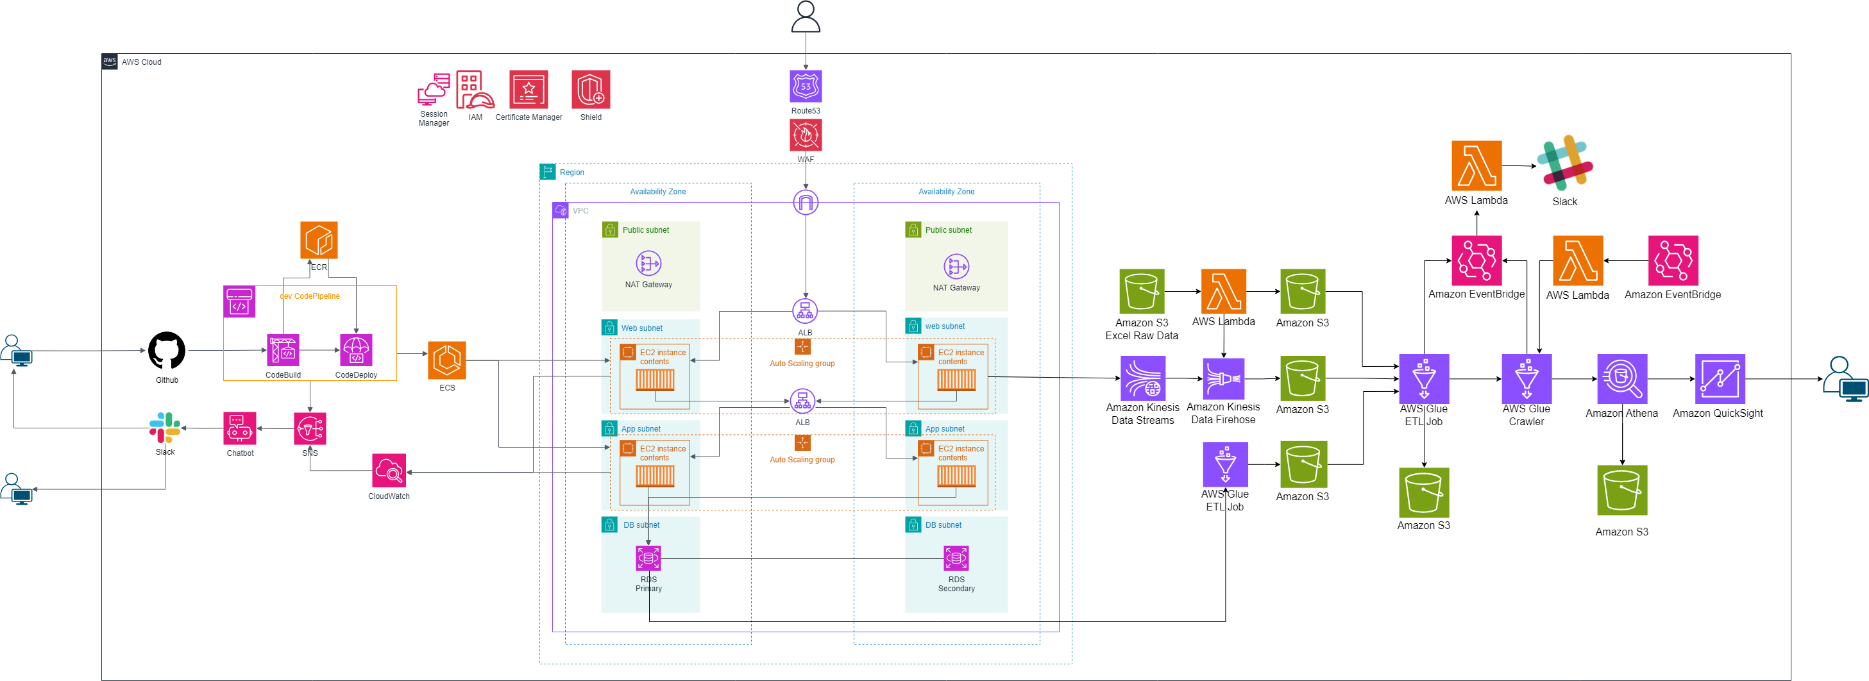 aws
AWS Cloud
Session
Manager
IAM
Certificate Manager
Shield
53
Route53
WAF
Region
Availability Zone
Availability Zone
VPC
Public subnet
NAT Gateway
Public subnet
NAT Gateway
ECR
dev CodePipeline
CodeBuild
CodeDeploy
Github
ECS
Slack
Chatbot
SNS
CloudWatch
ALB
Web subnet
EC2 instance
contents
Auto Scaling group
web subnet
EC2 instance
contents
ALB
App subnet
EC2 instance
contents
Auto Scaling group
App subnet
EC2 instance
contents
DB subnet
RDS
Primary
DB subnet
RDS
Secondary
AWS Lambda
Slack
Amazon EventBridge
AWS Lambda
Amazon EventBridge
Amazon S3
Excel Raw Data
AWS Lambda
Amazon S3
Amazon Kinesis
Data Streams
Amazon Kinesis
Data Firehose
Amazon S3
AWS Glue
ETL Job
Amazon S3
AWS Glue
ETL Job
AWS Glue
Crawler
Amazon Athena
Amazon QuickSight
Amazon S3
Amazon S3